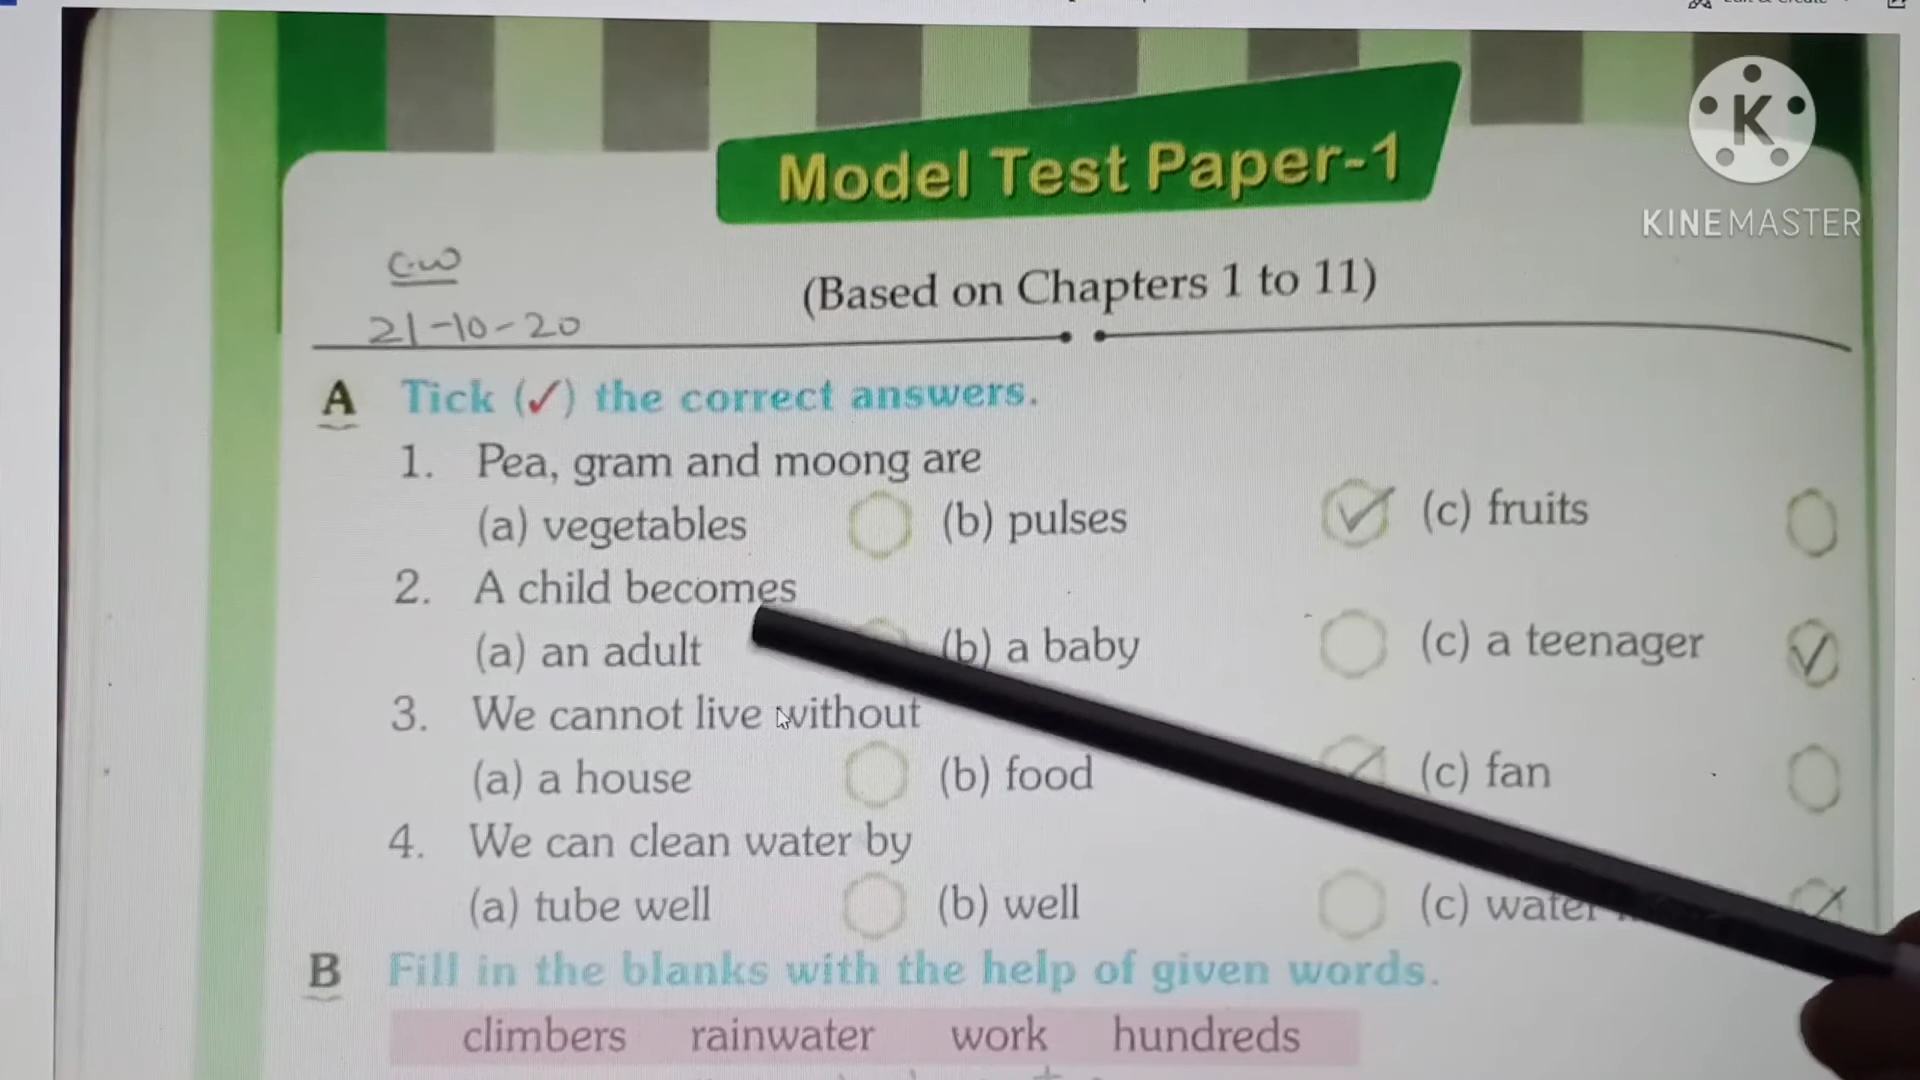 KINEMASTER
Model Test Paper-1
C.W
(Based on Chapters 1 to 11)
21-10-20
A Tick (✓) the correct answers.
1. Pea, gram and moong are
(a) vegetables (b) pulses (c) fruits
2. A child becomes
(a) an adult (b) a baby (c) a teenager
3. We cannot live without
(a) a house (b) food (c) fan
4. We can clean water by
(a) tube well (b) well (c) water
B Fill in the blanks with the help of given words.
climbers rainwater work hundreds